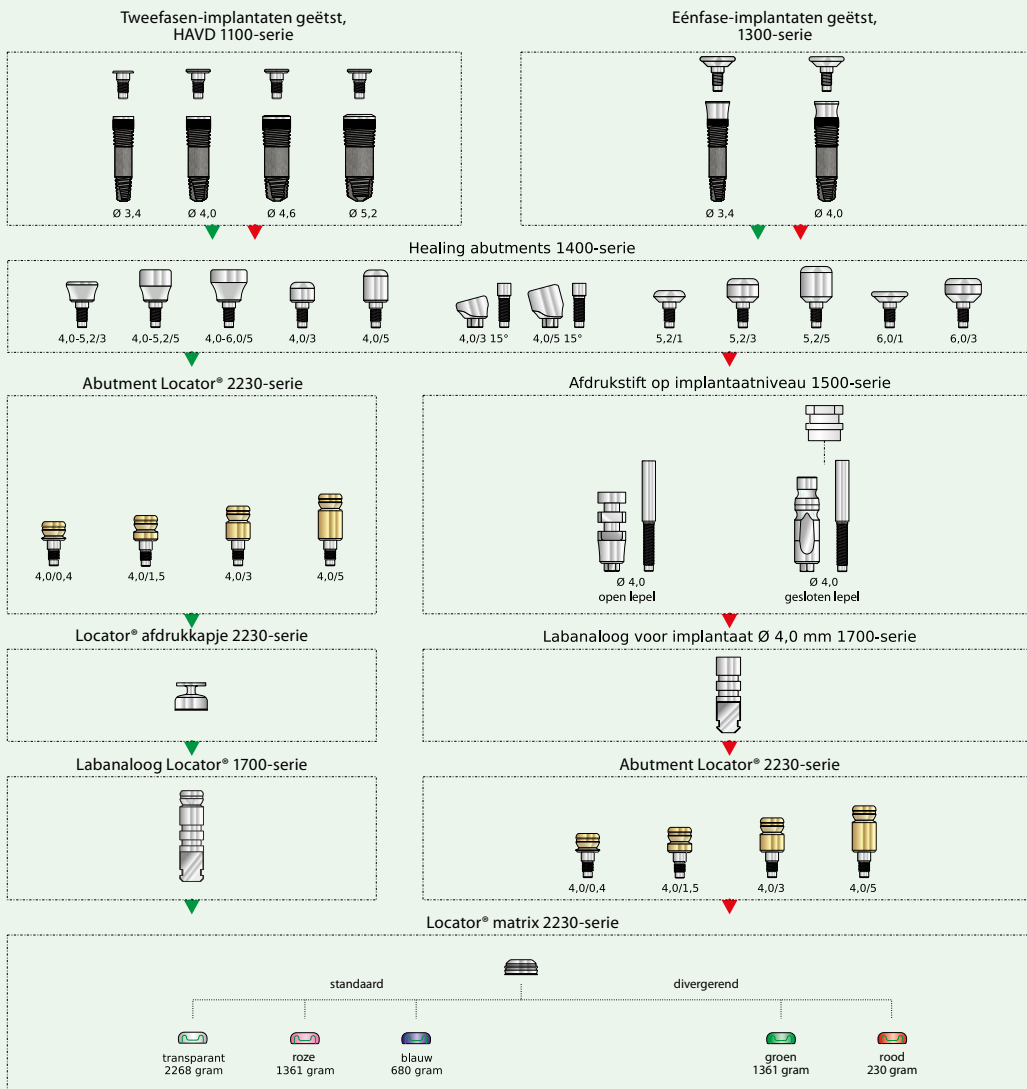 Tweefasen-implantaten geëtst,
HAVD 1100-serie
Eénfase-implantaten geëtst,
1300-serie
Ø 3,4
Ø 4,0
Ø 4,6
Ø 5,2
Ø 3,4
Ø 4,0
Healing abutments 1400-serie
4,0-5,2/3
4,0-5,2/5
4,0-6,0/5
4,0/3
4,0/5
4,0/3 15°
4,0/5 15°
5,2/1
5,2/3
5,2/5
6,0/1
6,0/3
Abutment Locator® 2230-serie
4,0/0,4
4,0/1,5
4,0/3
4,0/5
Afdrukstift op implantaatniveau 1500-serie
Ø 4,0
open lepel
Ø 4,0
gesloten lepel
Locator® afdrukkapje 2230-serie
Labanaloog voor implantaat Ø 4,0 mm 1700-serie
Labanaloog Locator® 1700-serie
Abutment Locator® 2230-serie
4,0/0,4
4,0/1,5
4,0/3
4,0/5
Locator® matrix 2230-serie
standaard
divergerend
transparant
2268 gram
roze
1361 gram
blauw
680 gram
groen
1361 gram
rood
230 gram